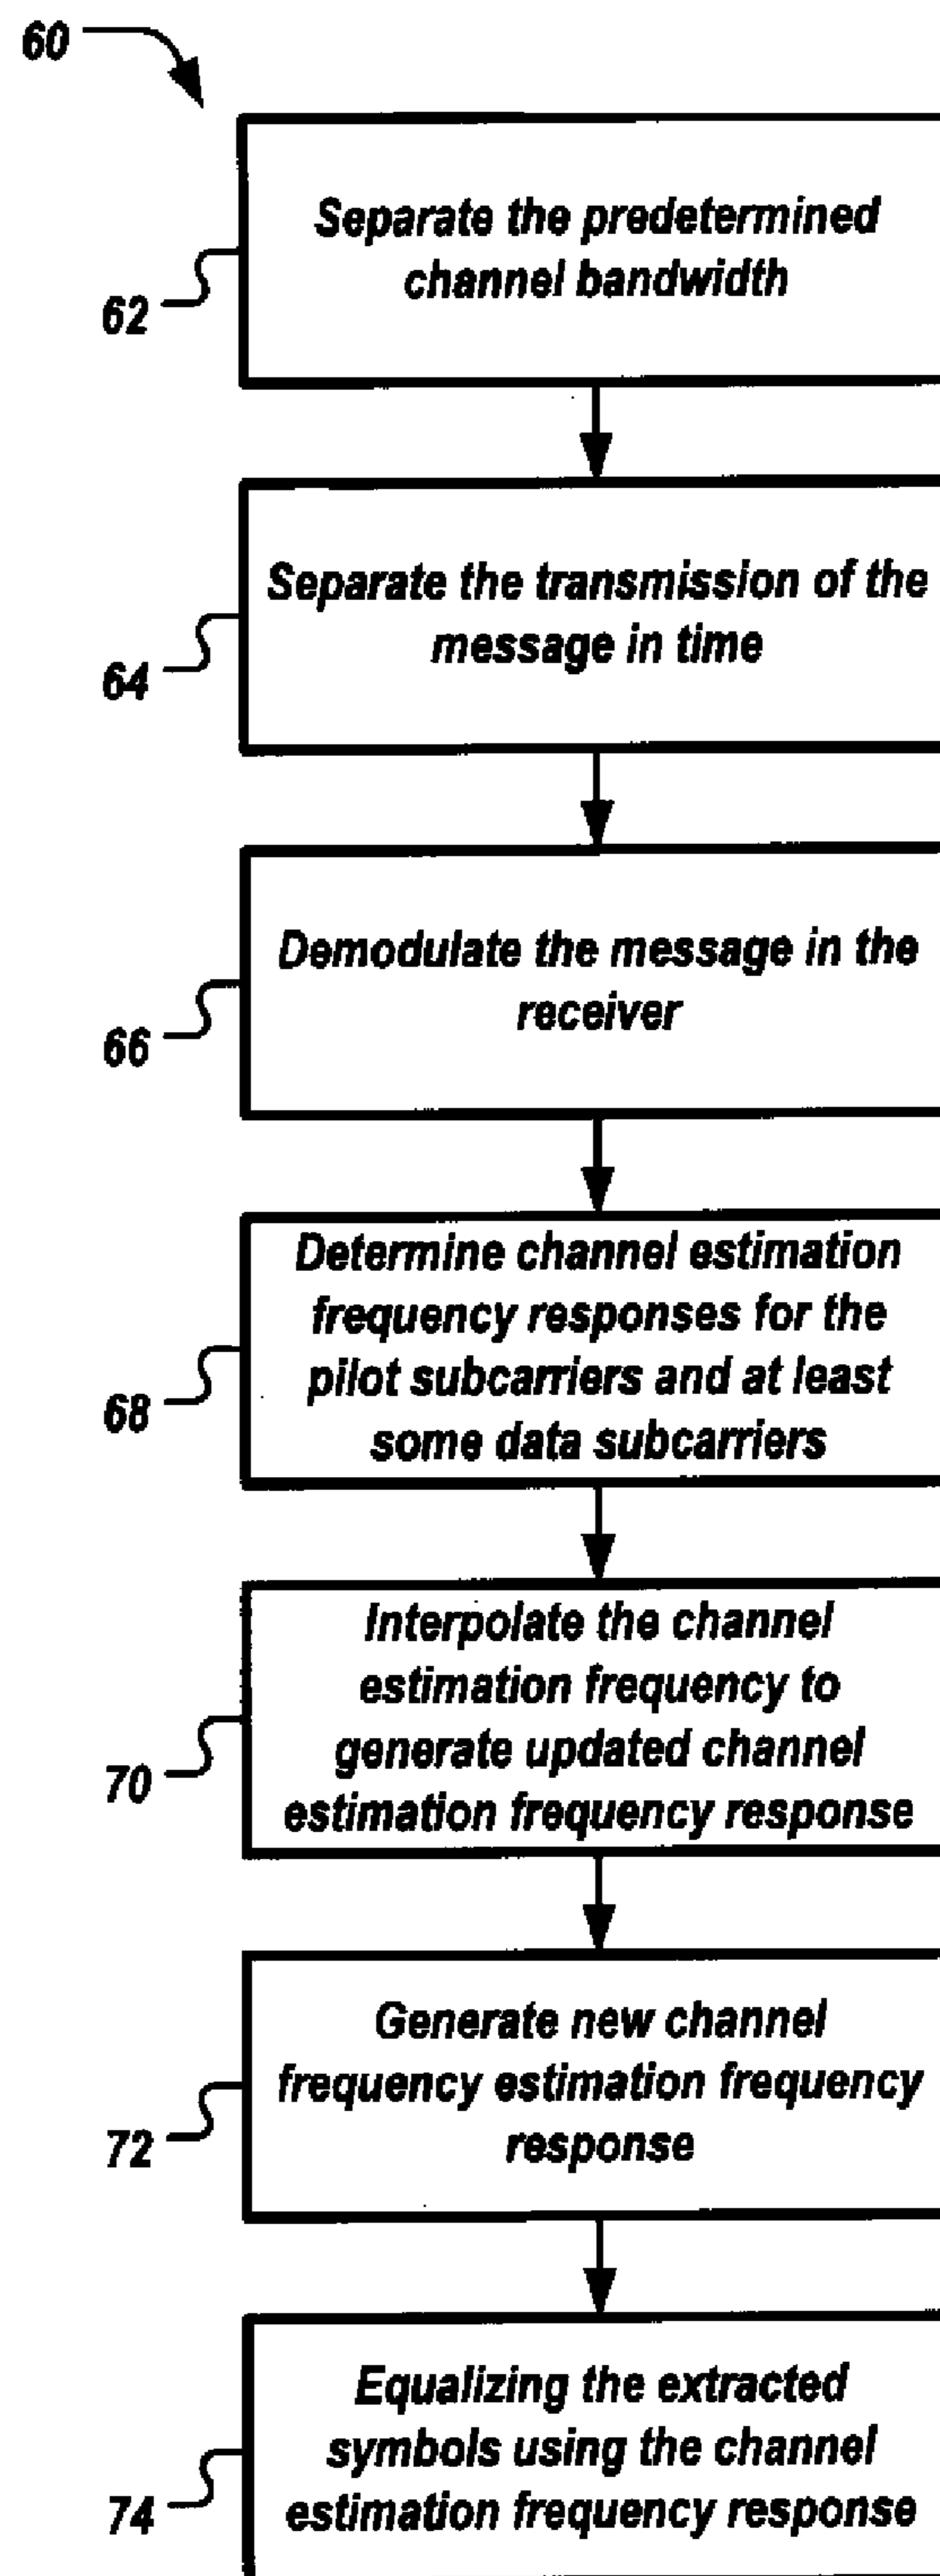 60
Separate the predetermined
channel bandwidth
62
Separate the transmission of the
message in time
64
Demodulate the message in the
receiver
66
Determine channel estimation
frequency responses for the
pilot subcarriers and at least
some data subcarriers
68
Interpolate the channel
estimation frequency to
generate updated channel
estimation frequency response
70
Generate new channel
frequency estimation frequency
response
72
Equalizing the extracted
symbols using the channel
estimation frequency response
74